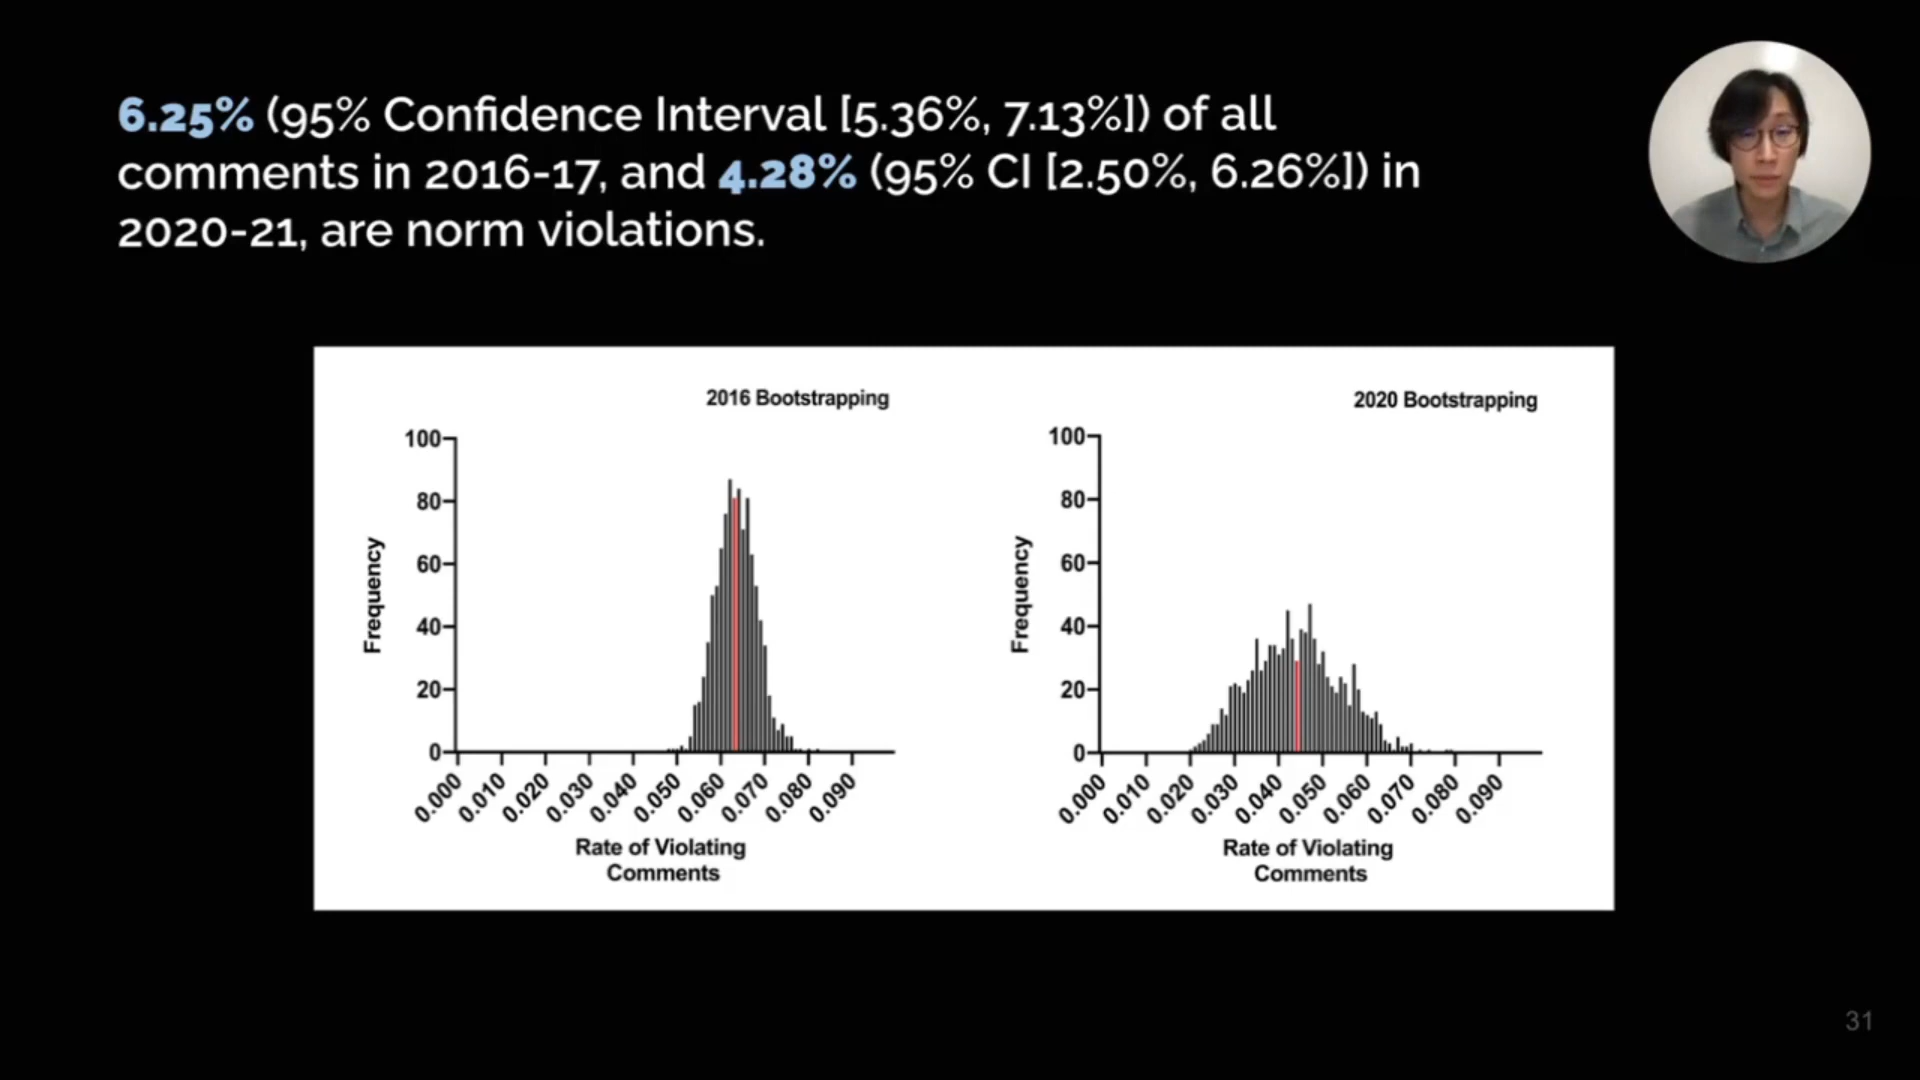 6.25% (95% Confidence Interval [5.36%, 7.13%]) of all
comments in 2016-17, and 4.28% (95% CI [2.50%, 6.26%]) in
2020-21, are norm violations.
2016 Bootstrapping
100
80
60
40
20
0
Frequency
0.000 0.010 0.020 0.030 0.040 0.050 0.060 0.070 0.080 0.090
Rate of Violating
Comments
2020 Bootstrapping
100
80
60
40
20
0
Frequency
0.000 0.010 0.020 0.030 0.040 0.050 0.060 0.070 0.080 0.090
Rate of Violating
Comments
31